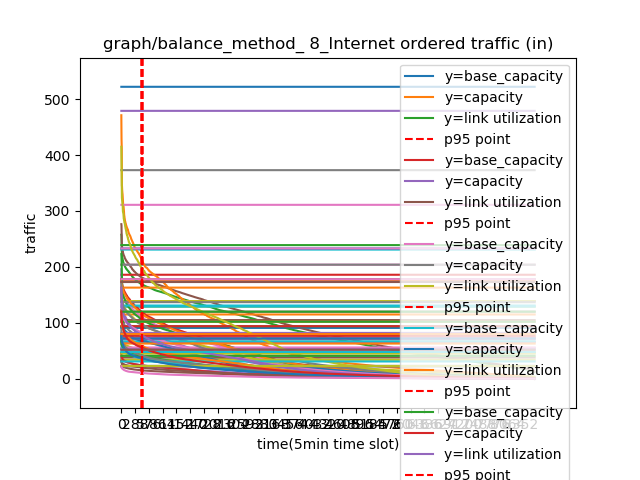 graph/balance_method_ 8_Internet ordered traffic (in)
traffic
500
400
300
200
100
0
time(5min time slot)
y=base_capacity
y=capacity
y=link utilization
p95 point
y=base_capacity
y=capacity
y=link utilization
p95 point
y=base_capacity
y=capacity
y=link utilization
p95 point
y=base_capacity
y=capacity
y=link utilization
p95 point
y=base_capacity
y=capacity
y=link utilization
p95 point